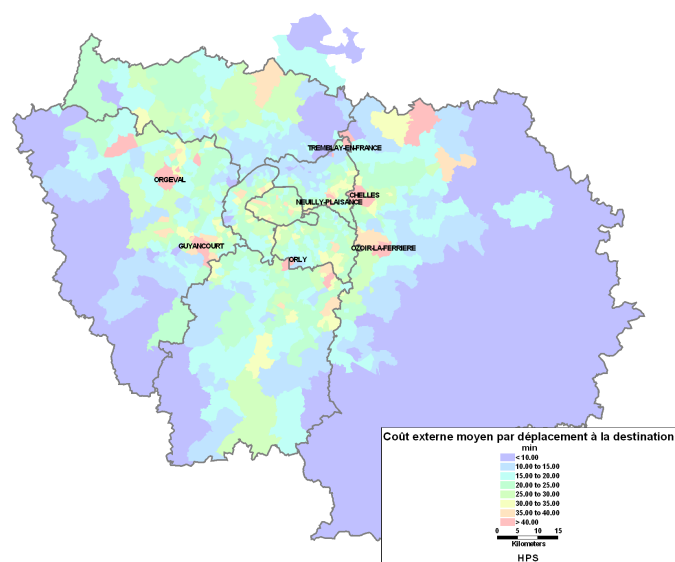 TREMBLAY-EN-FRANCE
ORGEVAL
CHELLES
NEUILLY-PLAISANCE
GUYANCOURT
OZOIR-LA-FERRIERE
ORLY
Coût externe moyen par déplacement à la destination
min
< 10.00
10.00 to 15.00
15.00 to 20.00
20.00 to 25.00
25.00 to 30.00
30.00 to 35.00
35.00 to 40.00
> 40.00
0 5 10 15
Kilometers
HPS